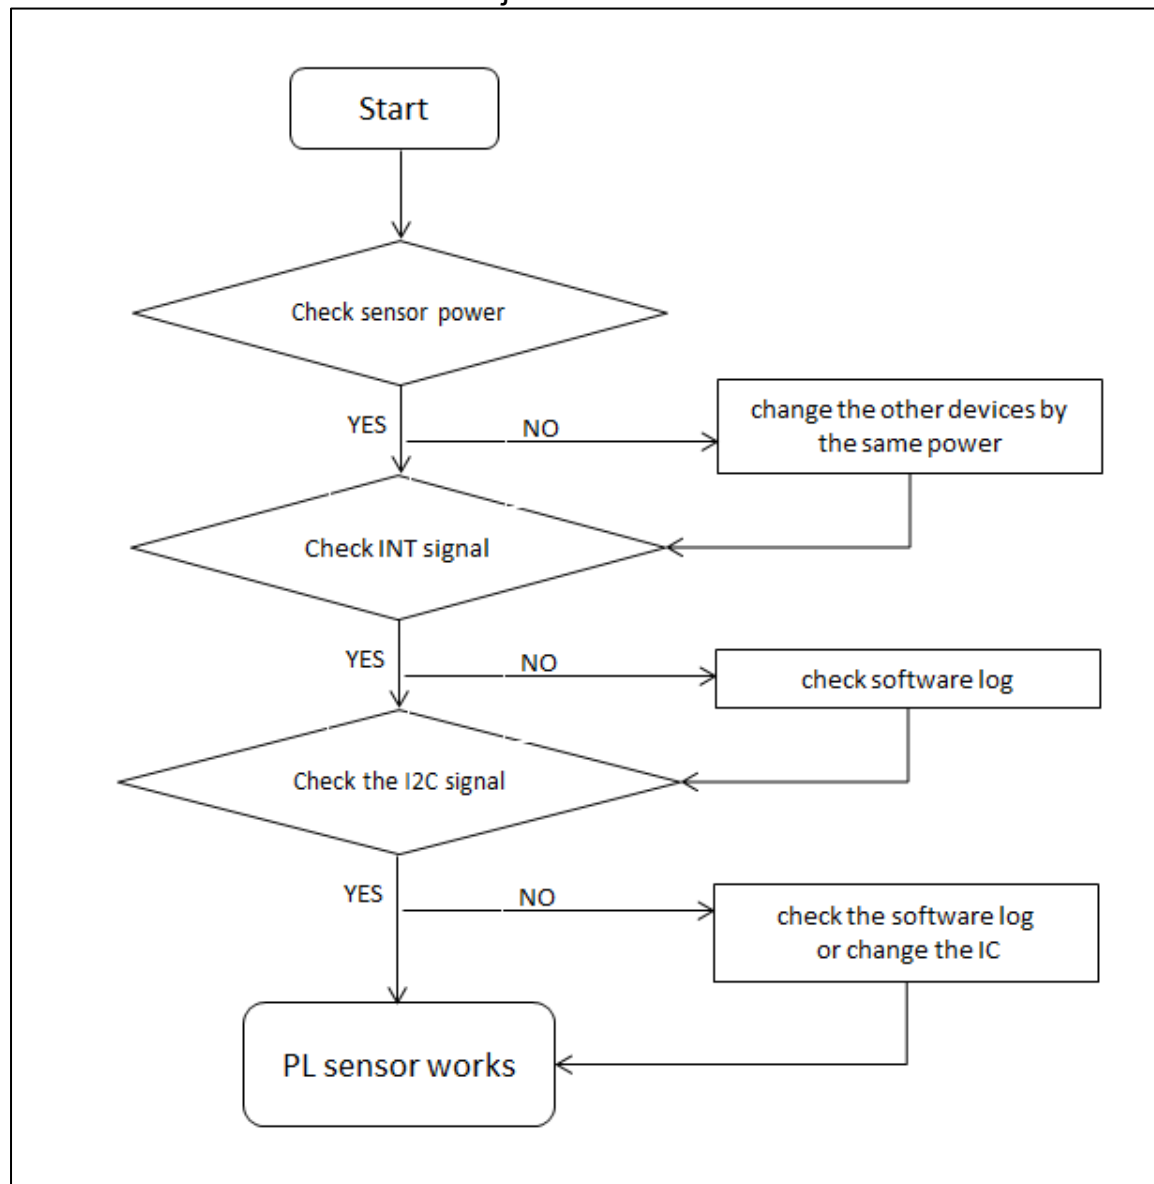 Start
Check sensor power
YES
NO
change the other devices by
the same power
Check INT signal
YES
NO
check software log
Check the I2C signal
YES
NO
check the software log
or change the IC
PL sensor works